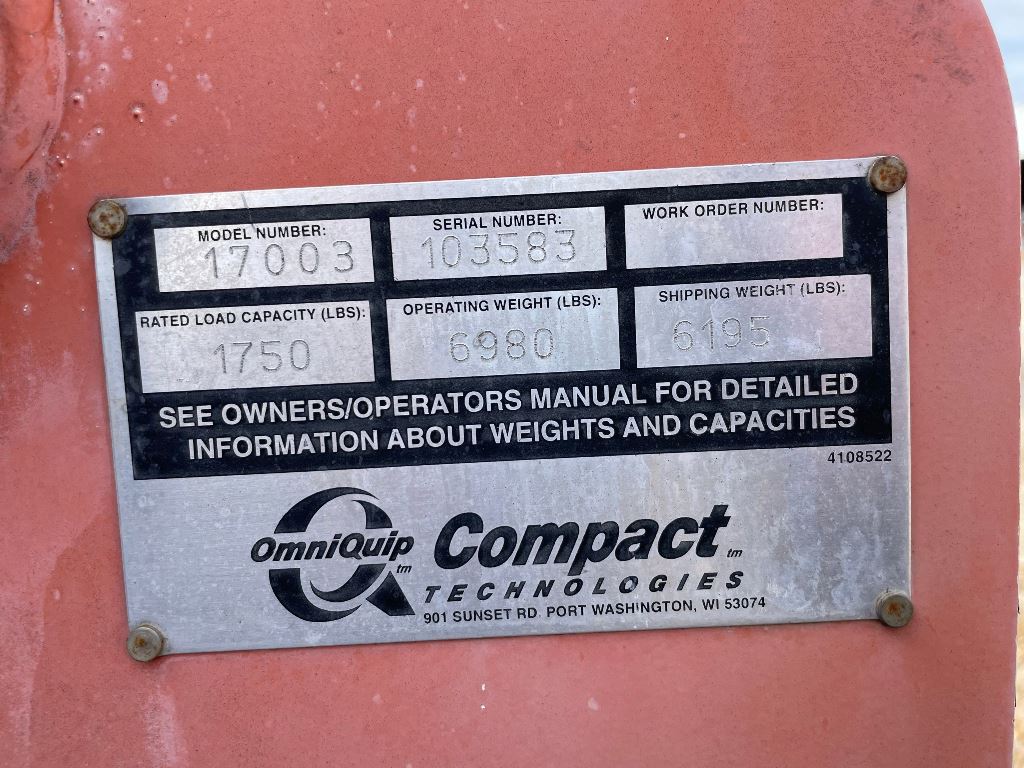 MODEL NUMBER: SERIAL NUMBER: WORK ORDER NUMBER:
17003 103583
RATED LOAD CAPACITY (LBS): OPERATING WEIGHT (LBS): SHIPPING WEIGHT (LBS):
1750 6980 6195
SEE OWNERS/OPERATORS MANUAL FOR DETAILED
INFORMATION ABOUT WEIGHTS AND CAPACITIES
4108522
OmniQuip tm Compact tm
TECHNOLOGIES
901 SUNSET RD. PORT WASHINGTON, WI 53074